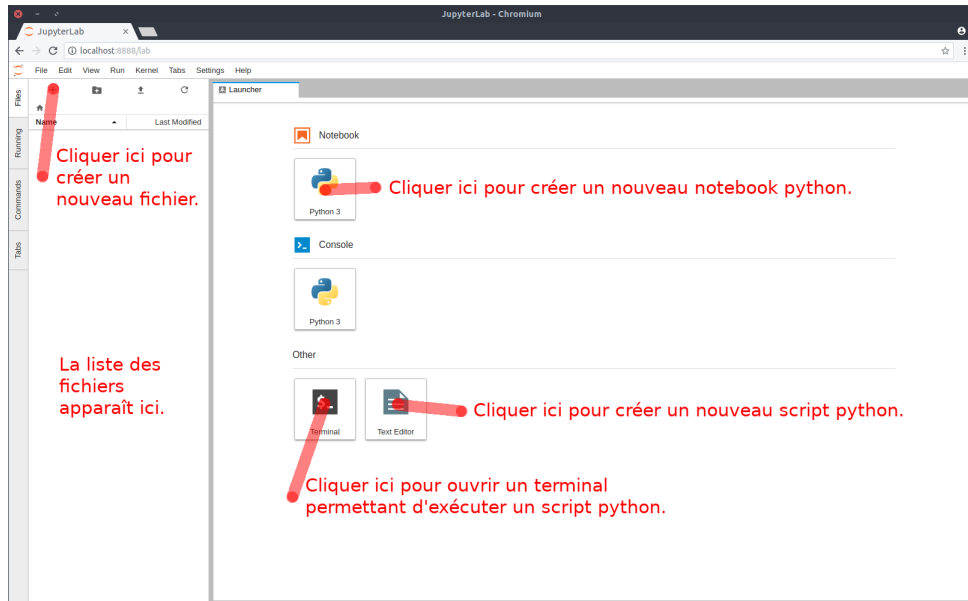 JupyterLab - Chromium
JupyterLab
localhost:8888/lab
File Edit View Run Kernel Tabs Settings Help
Files
Running
Commands
Tabs
Name Last Modified
Cliquer ici pour
créer un
nouveau fichier.
La liste des
fichiers
apparaît ici.
Launcher
Notebook
Python 3
Cliquer ici pour créer un nouveau notebook python.
Console
Python 3
Other
Terminal
Text Editor
Cliquer ici pour créer un nouveau script python.
Cliquer ici pour ouvrir un terminal
permettant d'exécuter un script python.